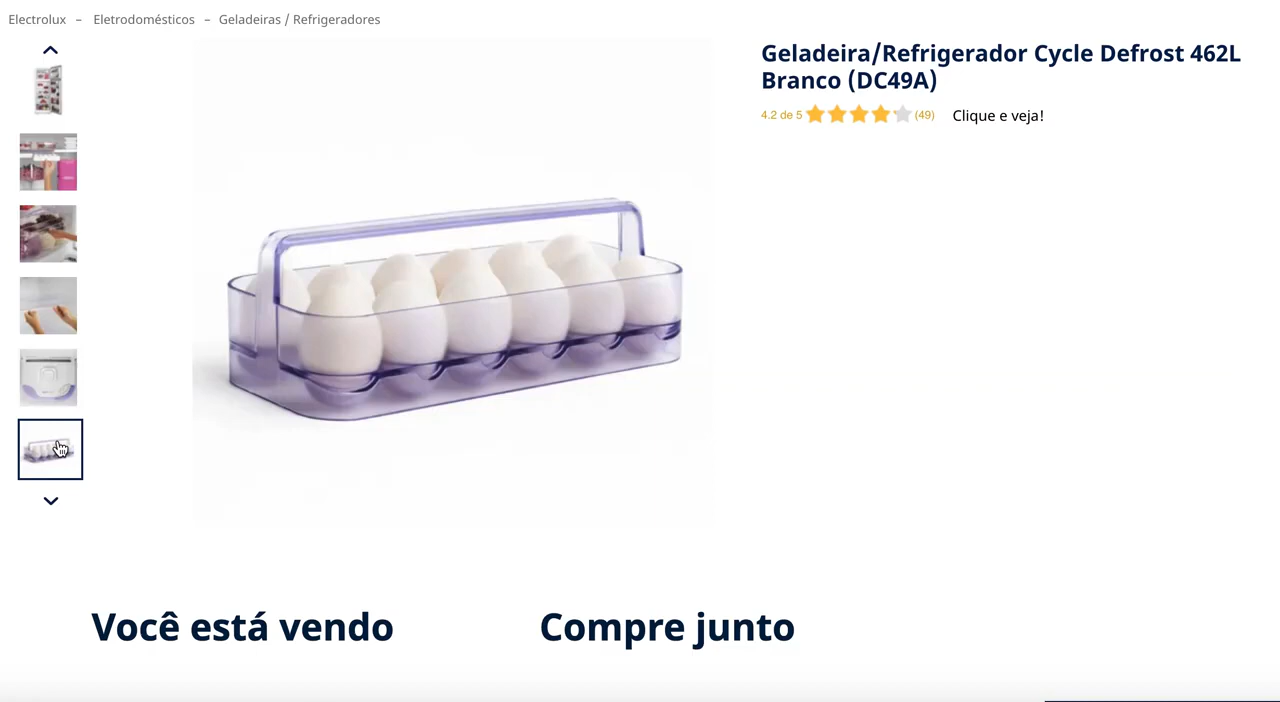 Electrolux – Eletrodomésticos – Geladeiras / Refrigeradores
Geladeira/Refrigerador Cycle Defrost 462L
Branco (DC49A)
4.2 de 5 (49) Clique e veja!
Você está vendo
Compre junto